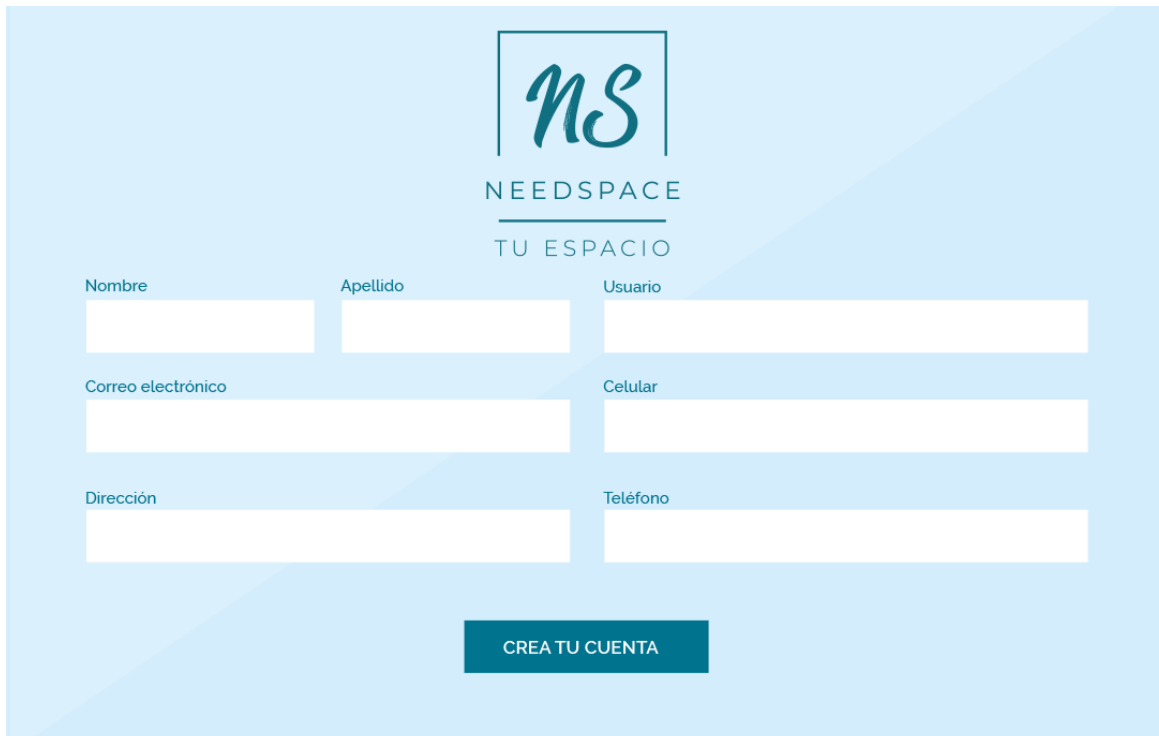 NS
NEEDSPACE
TU ESPACIO
Nombre Apellido Usuario
Correo electrónico Celular
Dirección Teléfono
CREA TU CUENTA